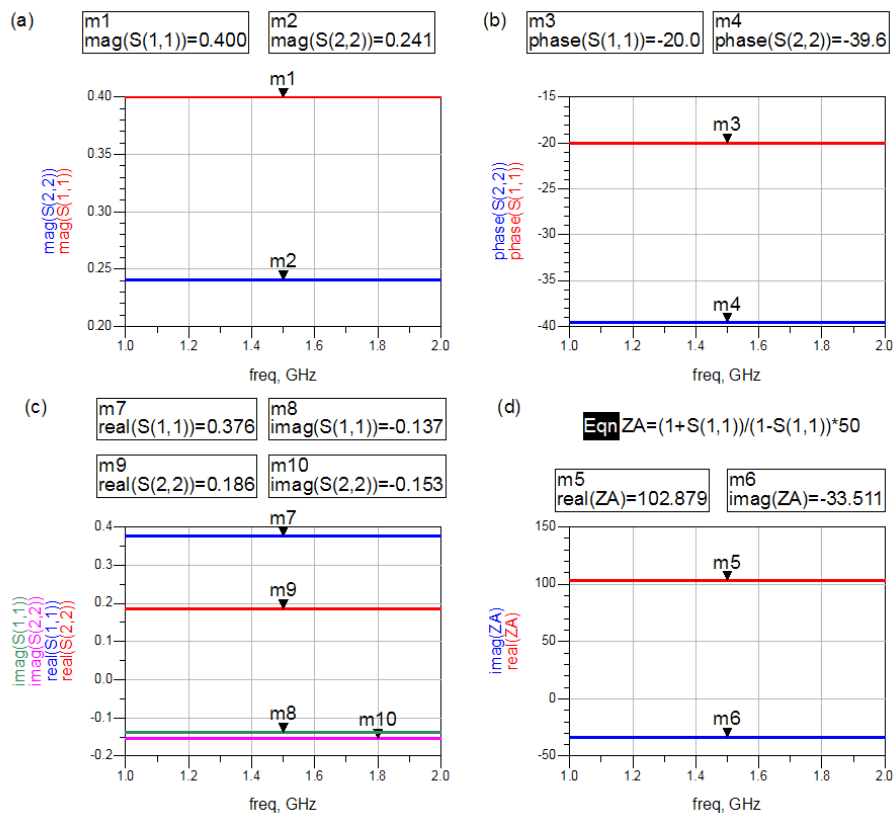 (a)
m1
mag(S(1,1))=0.400
m2
mag(S(2,2))=0.241
mag(S(2,2))
mag(S(1,1))
0.40
0.35
0.30
0.25
0.20
m1
m2
1.0 1.2 1.4 1.6 1.8 2.0
freq, GHz
(b)
m3
phase(S(1,1))=-20.0
m4
phase(S(2,2))=-39.6
phase(S(2,2))
phase(S(1,1))
-15
-20
-25
-30
-35
-40
m3
m4
1.0 1.2 1.4 1.6 1.8 2.0
freq, GHz
(c)
m7
real(S(1,1))=0.376
m8
imag(S(1,1))=-0.137
m9
real(S(2,2))=0.186
m10
imag(S(2,2))=-0.153
imag(S(1,1))
imag(S(2,2))
real(S(1,1))
real(S(2,2))
0.4
0.3
0.2
0.1
0.0
-0.1
-0.2
m7
m9
m8
m10
1.0 1.2 1.4 1.6 1.8 2.0
freq, GHz
(d)
Eqn ZA=(1+S(1,1))/(1-S(1,1))*50
m5
real(ZA)=102.879
m6
imag(ZA)=-33.511
imag(ZA)
real(ZA)
150
100
50
0
-50
m5
m6
1.0 1.2 1.4 1.6 1.8 2.0
freq, GHz